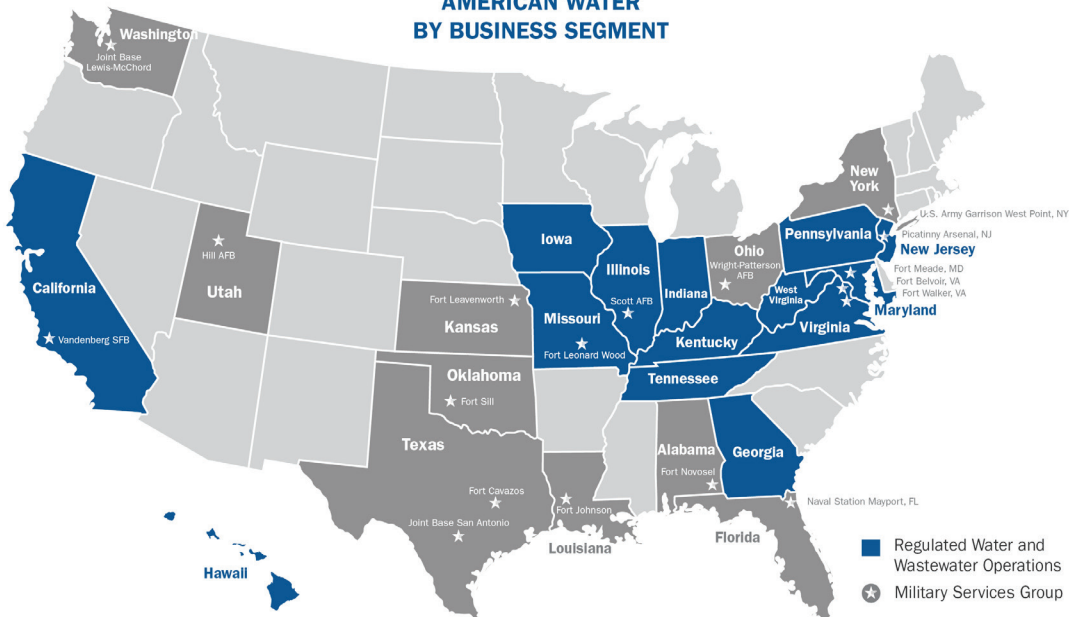 AMERICAN WATER
BY BUSINESS SEGMENT
Washington
Joint Base
Lewis-McChord
New
York
U.S. Army Garrison West Point, NY
Picatinny Arsenal, NJ
New Jersey
Pennsylvania
Iowa
Ohio
Wright-Patterson
AFB
Fort Meade, MD
Fort Belvoir, VA
Fort Walker, VA
Maryland
Hill AFB
Utah
California
Vandenberg SFB
Illinois
Scott AFB
Indiana
West
Virginia
Virginia
Fort Leavenworth
Kansas
Missouri
Fort Leonard Wood
Kentucky
Tennessee
Oklahoma
Fort Sill
Texas
Fort Cavazos
Joint Base San Antonio
Fort Johnson
Louisiana
Alabama
Fort Novosel
Georgia
Naval Station Mayport, FL
Florida
Hawaii
Regulated Water and
Wastewater Operations
Military Services Group